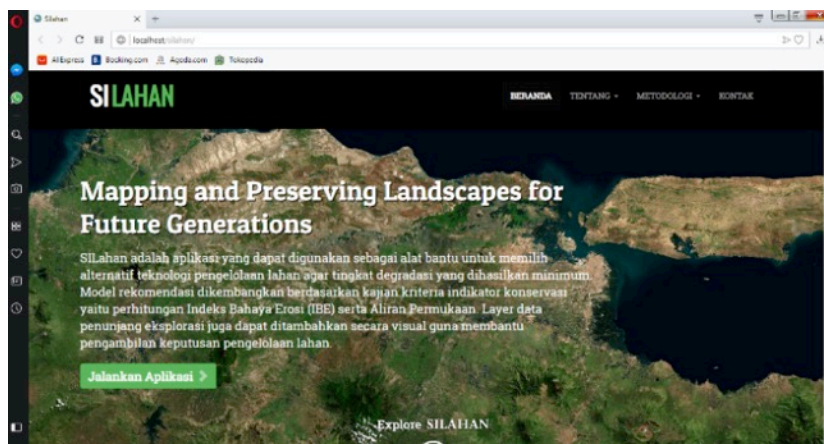 Silahan
localhost/silahan/
AliExpress Booking.com Agoda.com Tokopedia
SILAHAN
BERANDA TENTANG METODOLOGI KONTAK
Mapping and Preserving Landscapes for
Future Generations
SILahan adalah aplikasi yang dapat digunakan sebagai alat bantu untuk memilih
alternatif teknologi pengelolaan lahan agar tingkat degradasi yang dihasilkan minimum.
Model rekomendasi dikembangkan berdasarkan kajian kriteria indikator konservasi
yaitu perhitungan Indeks Bahaya Erosi (IBE) serta Aliran Permukaan. Layer data
penunjang eksplorasi juga dapat ditambahkan secara visual guna membantu
pengambilan keputusan pengelolaan lahan.
Jalankan Aplikasi
Explore SILAHAN